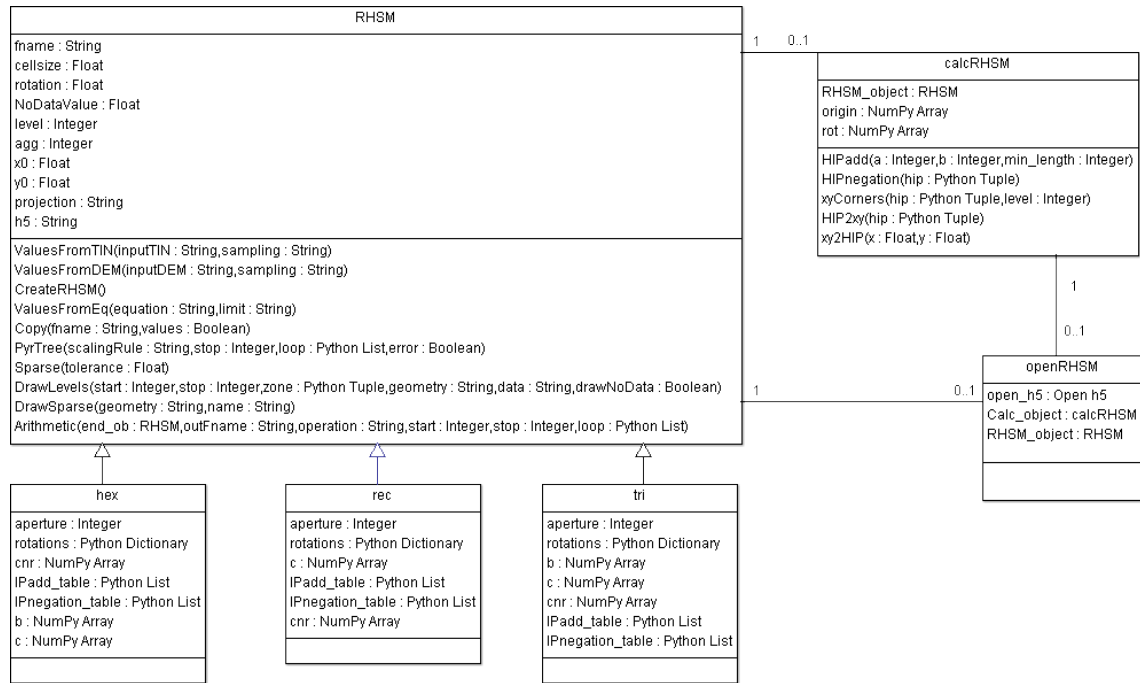 RHSM
fname : String
cellsize : Float
rotation : Float
NoDataValue : Float
level : Integer
agg : Integer
x0 : Float
y0 : Float
projection : String
h5 : String
ValuesFromTIN(inputTIN : String,sampling : String)
ValuesFromDEM(inputDEM : String,sampling : String)
CreateRHSM()
ValuesFromEq(equation : String,limit : String)
Copy(fname : String,values : Boolean)
PyrTree(scalingRule : String,stop : Integer,loop : Python List,error : Boolean)
Sparse(tolerance : Float)
DrawLevels(start : Integer,stop : Integer,zone : Python Tuple,geometry : String,data : String,drawNoData : Boolean)
DrawSparse(geometry : String,name : String)
Arithmetic(end_ob : RHSM,outFname : String,operation : String,start : Integer,stop : Integer,loop : Python List)
1
0..1
calcRHSM
RHSM_object : RHSM
origin : NumPy Array
rot : NumPy Array
HIPadd(a : Integer,b : Integer,min_length : Integer)
HIPnegation(hip : Python Tuple)
xyCorners(hip : Python Tuple,level : Integer)
HIP2xy(hip : Python Tuple)
xy2HIP(x : Float,y : Float)
1
0..1
1
0..1
openRHSM
open_h5 : Open h5
Calc_object : calcRHSM
RHSM_object : RHSM
hex
aperture : Integer
rotations : Python Dictionary
cnr : NumPy Array
IPadd_table : Python List
IPnegation_table : Python List
b : NumPy Array
c : NumPy Array
rec
aperture : Integer
rotations : Python Dictionary
c : NumPy Array
IPadd_table : Python List
IPnegation_table : Python List
cnr : NumPy Array
tri
aperture : Integer
rotations : Python Dictionary
b : NumPy Array
c : NumPy Array
cnr : NumPy Array
IPadd_table : Python List
IPnegation_table : Python List